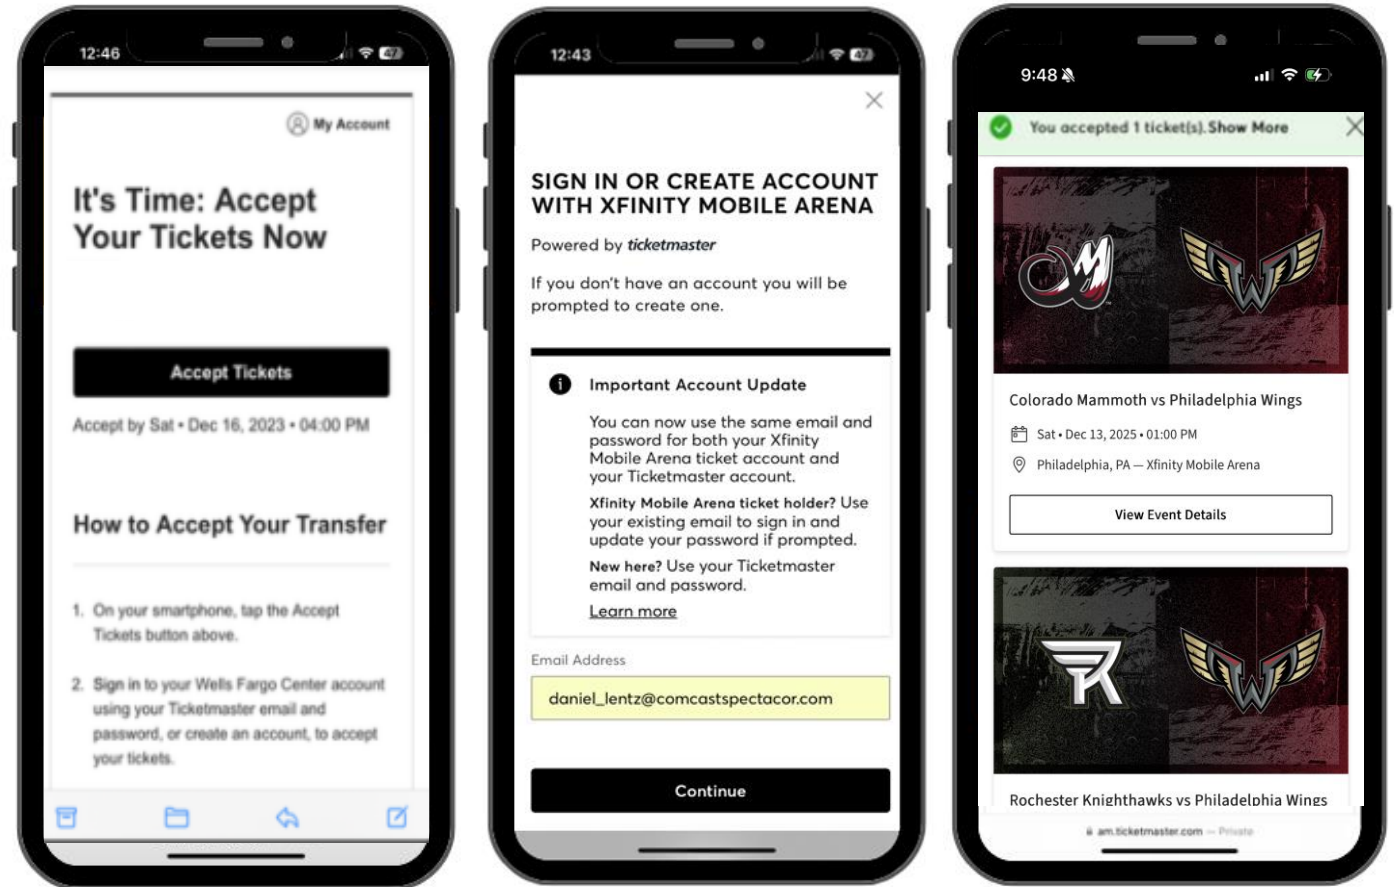 12:46
47
My Account
It's Time: Accept
Your Tickets Now
Accept Tickets
Accept by Sat • Dec 16, 2023 • 04:00 PM
How to Accept Your Transfer
1. On your smartphone, tap the Accept
Tickets button above.
2. Sign in to your Wells Fargo Center account
using your Ticketmaster email and
password, or create an account, to accept
your tickets.
12:43
47
SIGN IN OR CREATE ACCOUNT
WITH XFINITY MOBILE ARENA
Powered by ticketmaster
If you don't have an account you will be
prompted to create one.
Important Account Update
You can now use the same email and
password for both your Xfinity
Mobile Arena ticket account and
your Ticketmaster account.
Xfinity Mobile Arena ticket holder? Use
your existing email to sign in and
update your password if prompted.
New here? Use your Ticketmaster
email and password.
Learn more
Email Address
daniel_lentz@comcastspectacor.com
Continue
9:48
You accepted 1 ticket(s). Show More
Colorado Mammoth vs Philadelphia Wings
Sat • Dec 13, 2025 • 01:00 PM
Philadelphia, PA — Xfinity Mobile Arena
View Event Details
Rochester Knighthawks vs Philadelphia Wings
am.ticketmaster.com — Private